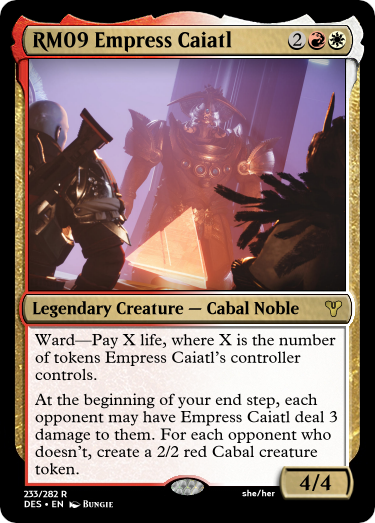 RM09 Empress Caiatl 2
Legendary Creature — Cabal Noble
Ward—Pay X life, where X is the number
of tokens Empress Caiatl's controller
controls.
At the beginning of your end step, each
opponent may have Empress Caiatl deal 3
damage to them. For each opponent who
doesn't, create a 2/2 red Cabal creature
token.
4/4
233/282 R
DES • EN Bungie
she/her